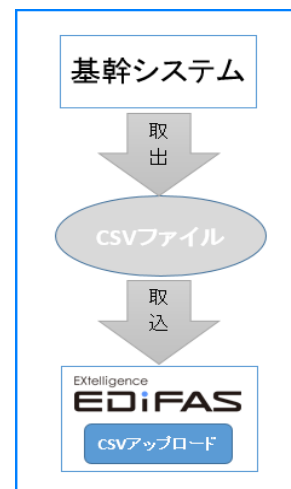 基幹システム
取
出
CSVファイル
取
込
EXtelligence
EDiFAS
CSVアップロード